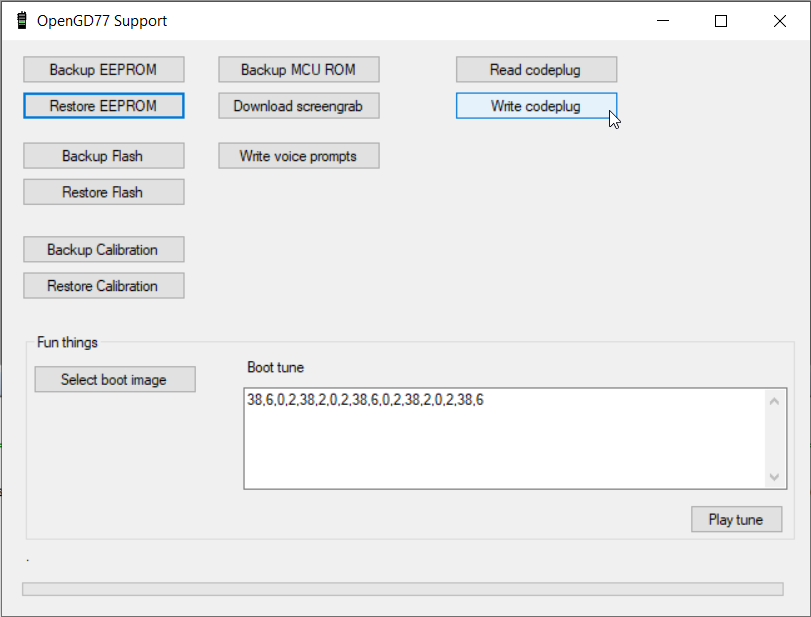 OpenGD77 Support
Backup EEPROM Backup MCU ROM Read codeplug
Restore EEPROM Download screengrab Write codeplug
Backup Flash Write voice prompts
Restore Flash
Backup Calibration
Restore Calibration
Fun things
Select boot image
Boot tune
38,6,0,2,38,2,0,2,38,6,0,2,38,2,0,2,38,6
Play tune
.